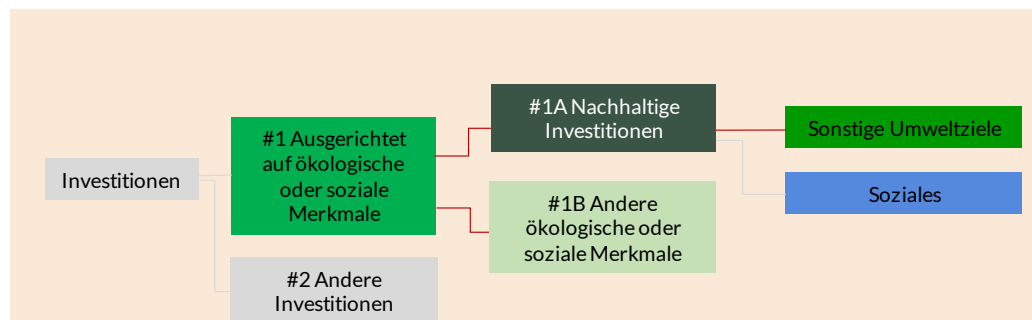 Investitionen
#1 Ausgerichtet
auf ökologische
oder soziale
Merkmale
#2 Andere
Investitionen
#1A Nachhaltige
Investitionen
#1B Andere
ökologische oder
soziale Merkmale
Sonstige Umweltziele
Soziales